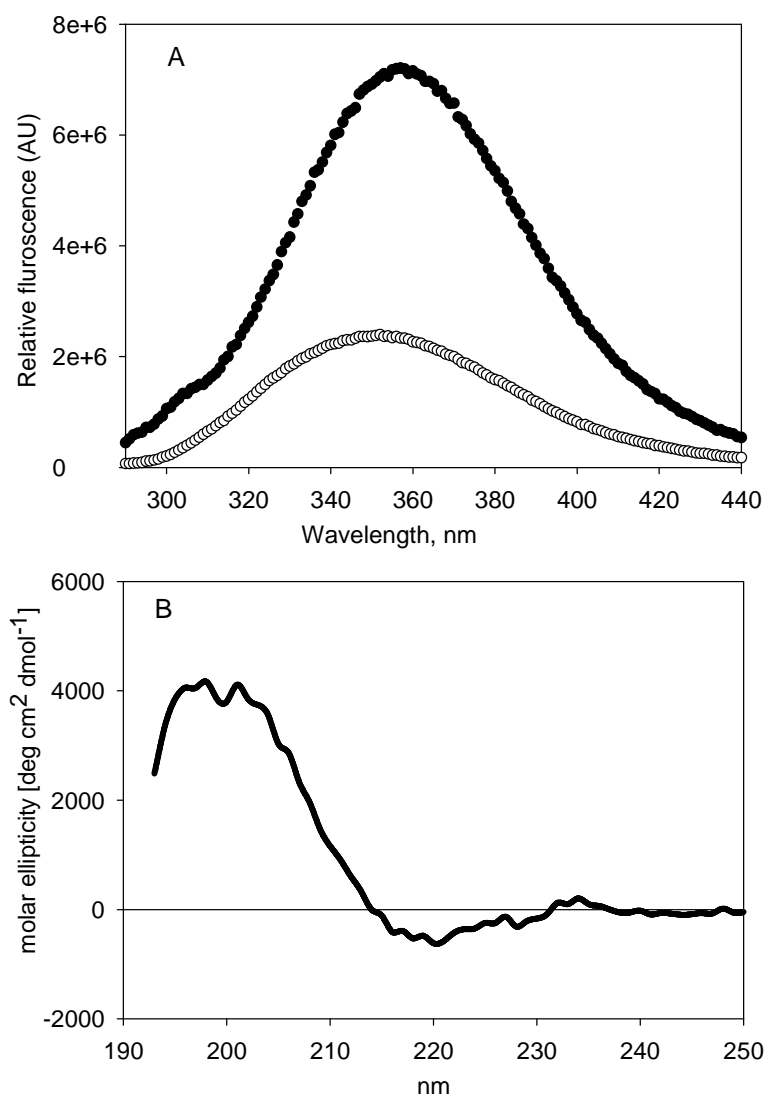 A
8e+6
6e+6
4e+6
2e+6
0
Relative fluroscence (AU)
300 320 340 360 380 400 420 440
Wavelength, nm
B
6000
4000
2000
0
-2000
molar ellipticity [deg cm² dmol⁻¹]
190 200 210 220 230 240 250
nm